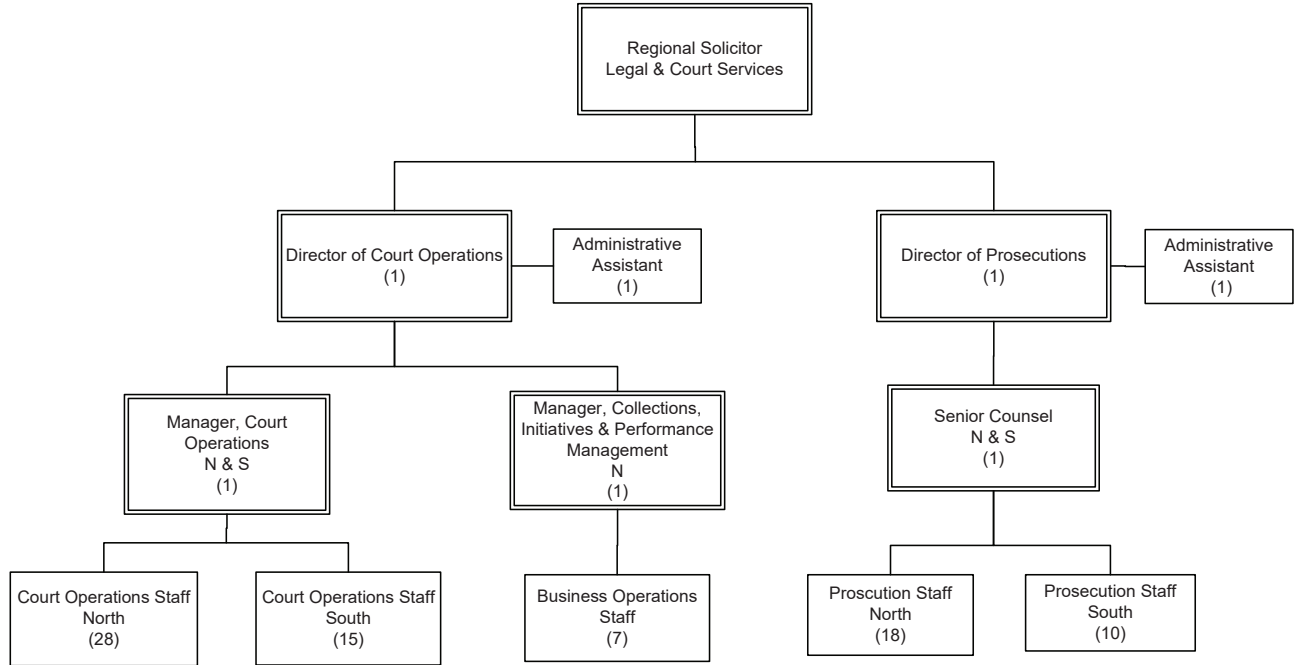 Regional Solicitor
Legal & Court Services
Director of Court Operations
(1)
Administrative
Assistant
(1)
Director of Prosecutions
(1)
Administrative
Assistant
(1)
Manager, Court
Operations
N & S
(1)
Manager, Collections,
Initiatives & Performance
Management
N
(1)
Senior Counsel
N & S
(1)
Court Operations Staff
North
(28)
Court Operations Staff
South
(15)
Business Operations
Staff
(7)
Proscution Staff
North
(18)
Prosecution Staff
South
(10)